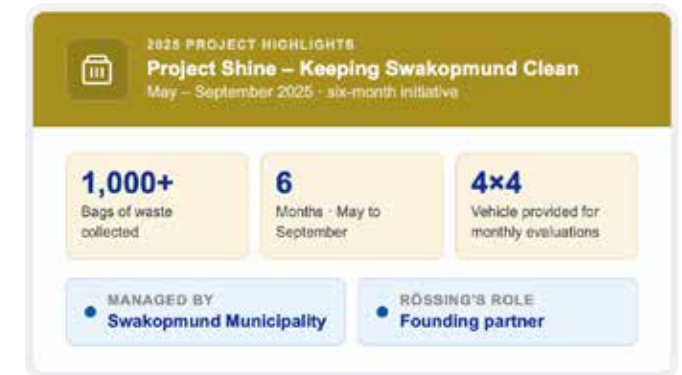 2025 PROJECT HIGHLIGHTS
Project Shine – Keeping Swakopmund Clean
May – September 2025 · six-month initiative
1,000+
Bags of waste
collected
6
Months · May to
September
4×4
Vehicle provided for
monthly evaluations
MANAGED BY
Swakopmund Municipality
RÖSSING'S ROLE
Founding partner